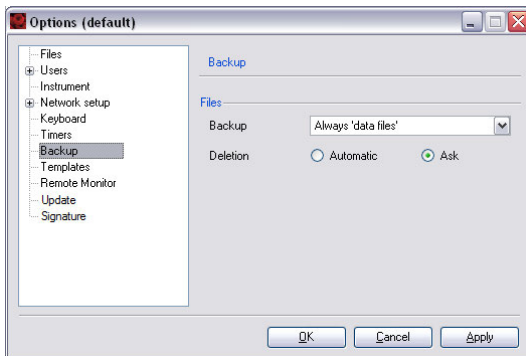 Options (default)
Files
Users
Instrument
Network setup
Keyboard
Timers
Backup
Templates
Remote Monitor
Update
Signature
Backup
Files
Backup Always 'data files'
Deletion Automatic Ask
OK Cancel Apply